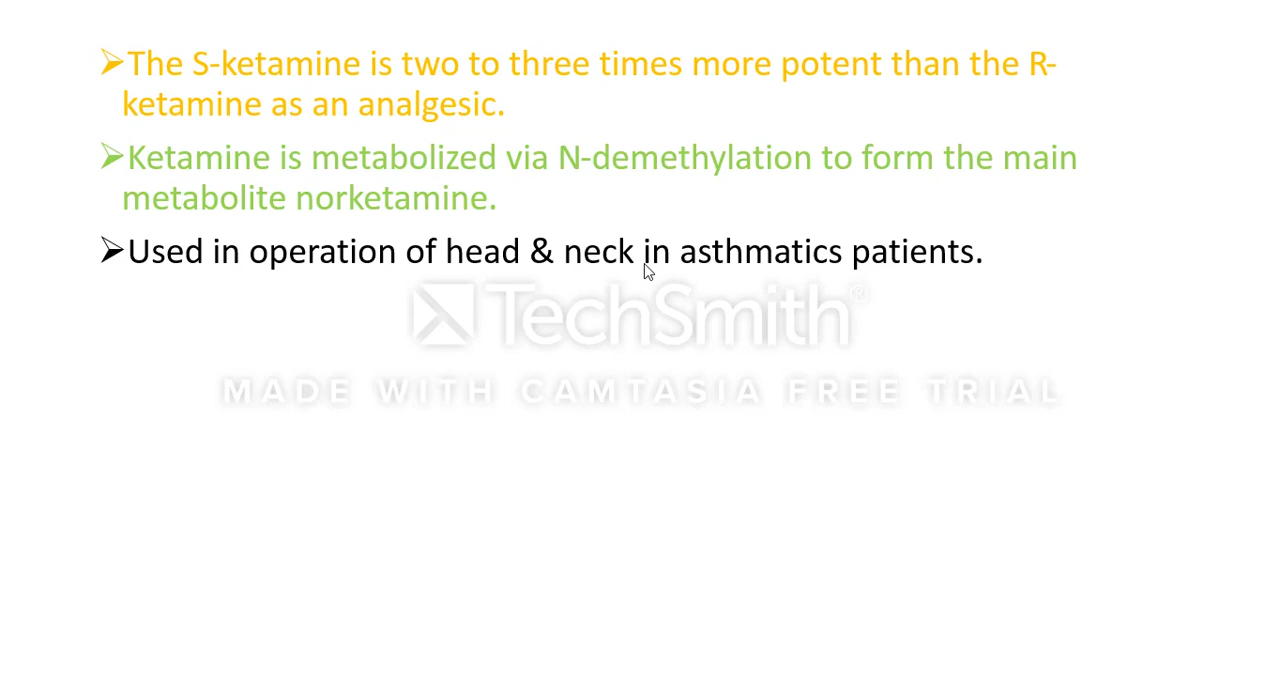 ➢The S-ketamine is two to three times more potent than the R-
ketamine as an analgesic.
➢Ketamine is metabolized via N-demethylation to form the main
metabolite norketamine.
➢Used in operation of head & neck in asthmatics patients.
TechSmith®
MADE WITH CAMTASIA FREE TRIAL